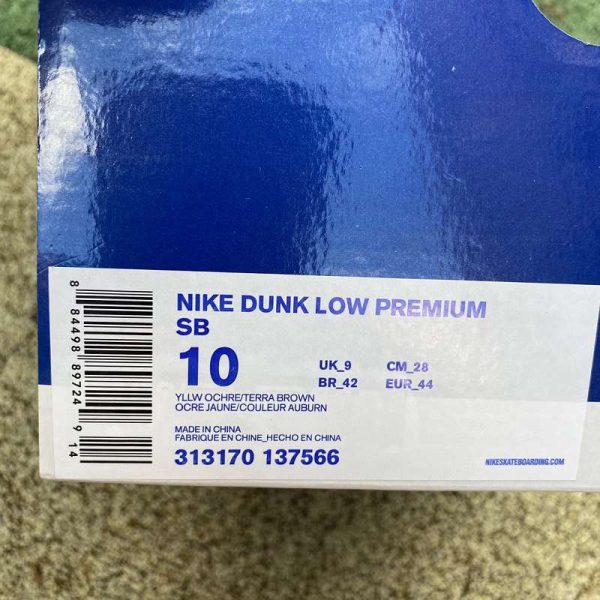 NIKE DUNK LOW PREMIUM
SB
10
UK_9 CM_28
BR_42 EUR_44
YLLW OCHRE/TERRA BROWN
OCRE JAUNE/COULEUR AUBURN
MADE IN CHINA
FABRIQUE EN CHINE_HECHO EN CHINA
313170 137566
NIKESKATEBOARDING.COM
8 84498 89724 9 14